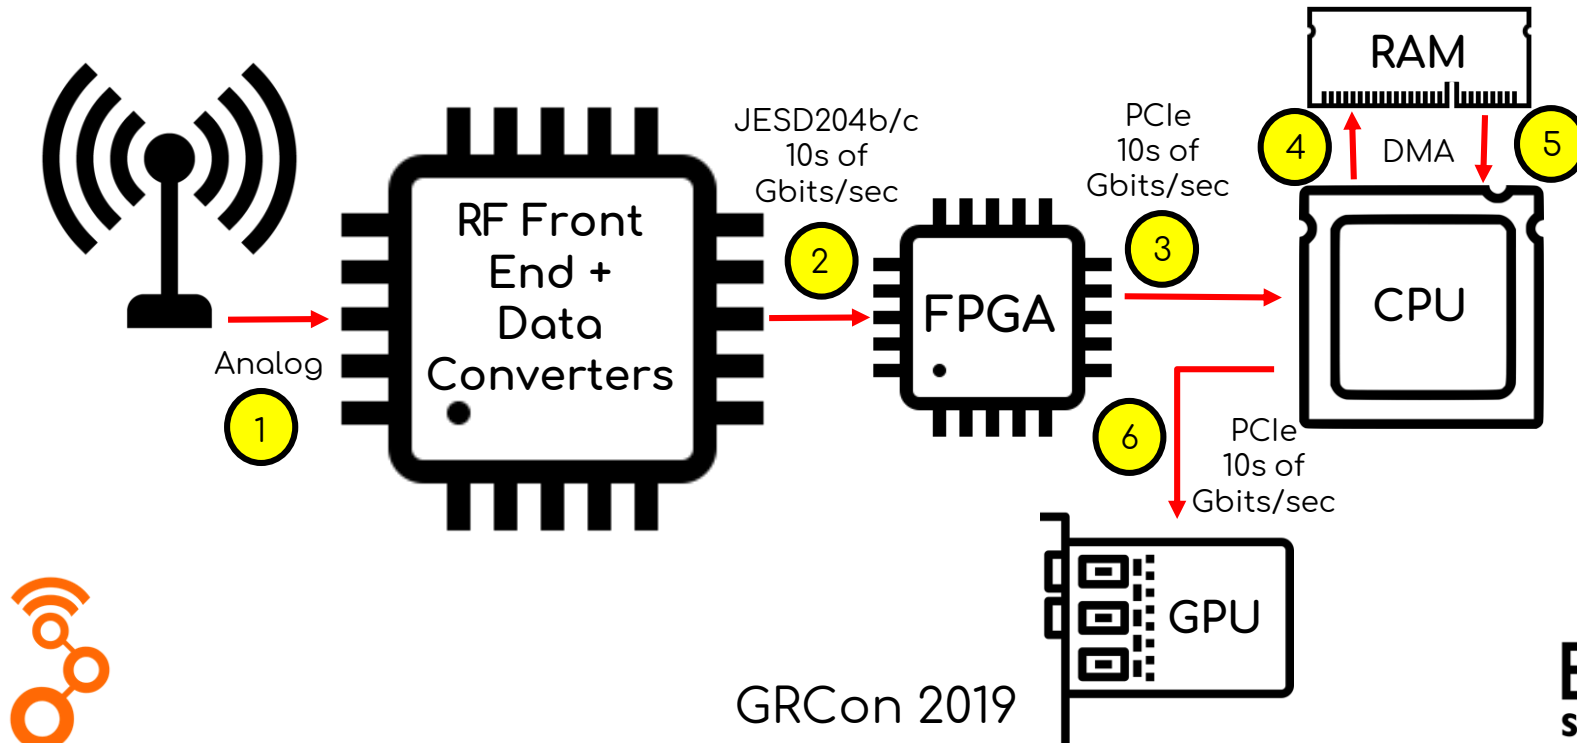 RAM
JESD204b/c
10s of
Gbits/sec
PCIe
10s of
Gbits/sec
4
DMA
5
RF Front
End +
Data
Converters
2
3
FPGA
CPU
Analog
1
6
PCIe
10s of
Gbits/sec
GPU
GRCon 2019